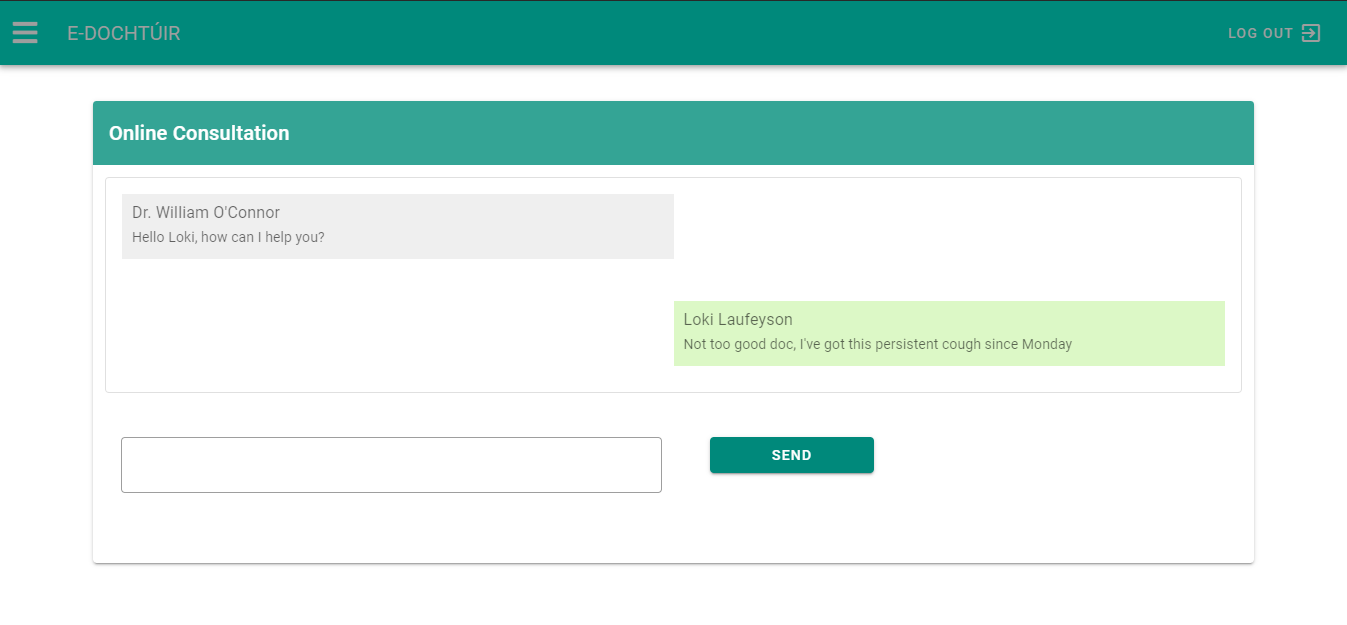 E-DOCHTÚIR
LOG OUT
Online Consultation
Dr. William O'Connor
Hello Loki, how can I help you?
Loki Laufeyson
Not too good doc, I've got this persistent cough since Monday
SEND